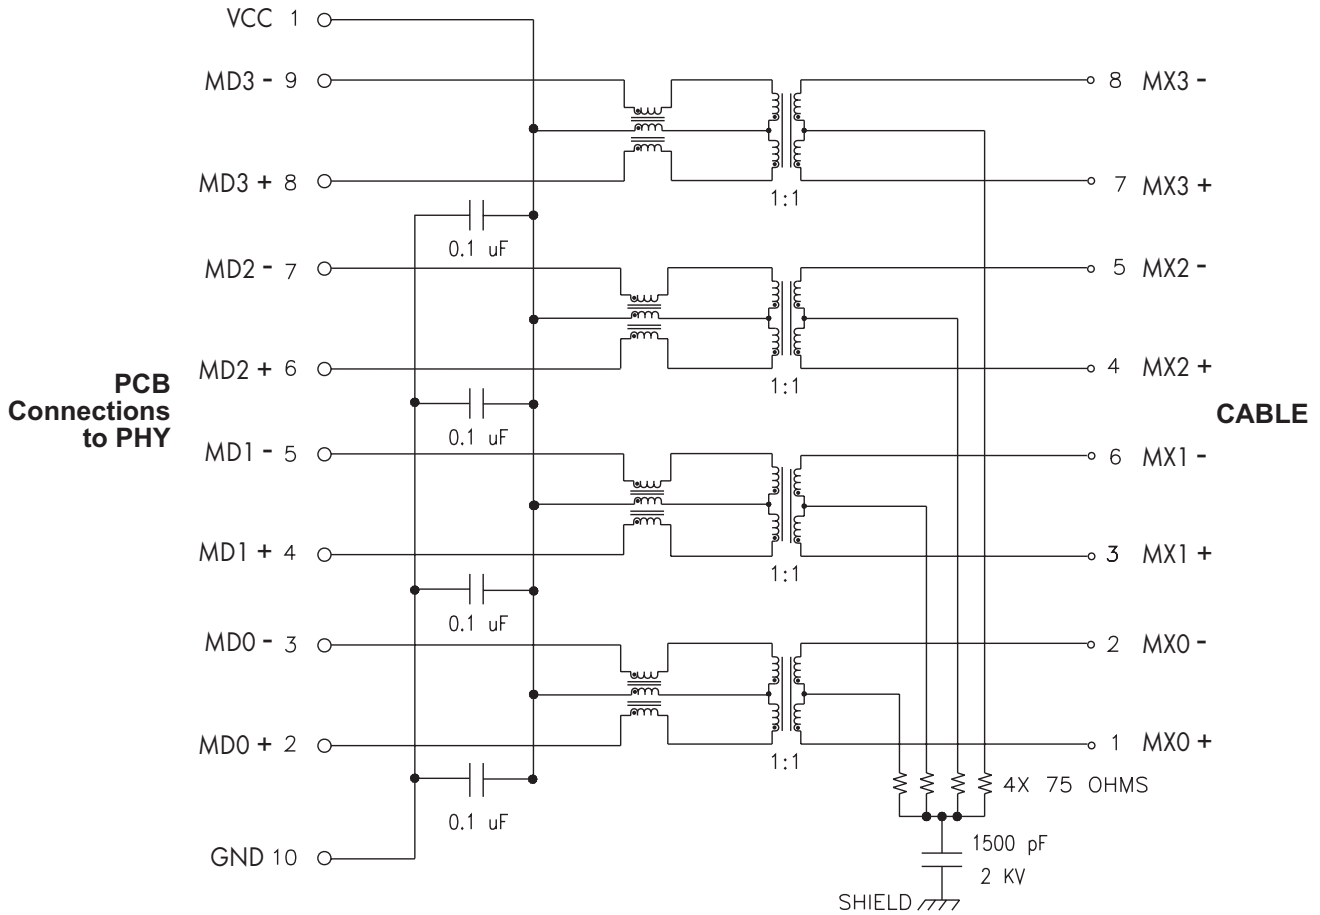 VCC 1
MD3 - 9
8 MX3 -
MD3 + 8
7 MX3 +
1:1
0.1 uF
MD2 - 7
5 MX2 -
MD2 + 6
4 MX2 +
1:1
PCB
Connections
to PHY
CABLE
0.1 uF
MD1 - 5
6 MX1 -
MD1 + 4
3 MX1 +
1:1
0.1 uF
MD0 - 3
2 MX0 -
MD0 + 2
1 MX0 +
1:1
4X 75 OHMS
0.1 uF
1500 pF
GND 10
2 KV
SHIELD